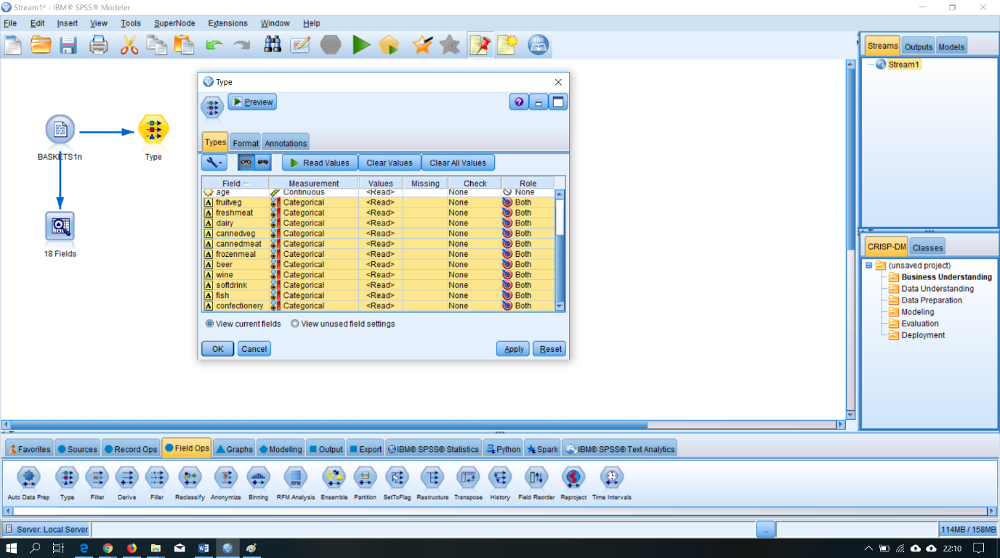 Stream1* - IBM® SPSS® Modeler
File Edit Insert View Tools SuperNode Extensions Window Help
Streams Outputs Models
Stream1
BASKETS1n
Type
18 Fields
Type
Preview
Types Format Annotations
Read Values Clear Values Clear All Values
Field Measurement Values Missing Check Role
age Continuous <Read> None None
A fruitveg Categorical <Read> None Both
A freshmeat Categorical <Read> None Both
A dairy Categorical <Read> None Both
A cannedveg Categorical <Read> None Both
A cannedmeat Categorical <Read> None Both
A frozenmeal Categorical <Read> None Both
A beer Categorical <Read> None Both
A wine Categorical <Read> None Both
A softdrink Categorical <Read> None Both
A fish Categorical <Read> None Both
A confectionery Categorical <Read> None Both
View current fields View unused field settings
OK Cancel Apply Reset
CRISP-DM Classes
(unsaved project)
Business Understanding
Data Understanding
Data Preparation
Modeling
Evaluation
Deployment
Favorites Sources Record Ops Field Ops Graphs Modeling Output Export IBM® SPSS® Statistics Python Spark IBM® SPSS® Text Analytics
Auto Data Prep Type Filter Derive Filler Reclassify Anonymize Binning RFM Analysis Ensemble Partition SetToFlag Restructure Transpose History Field Reorder Reproject Time Intervals
Server: Local Server ... 114MB / 158MB
22:10